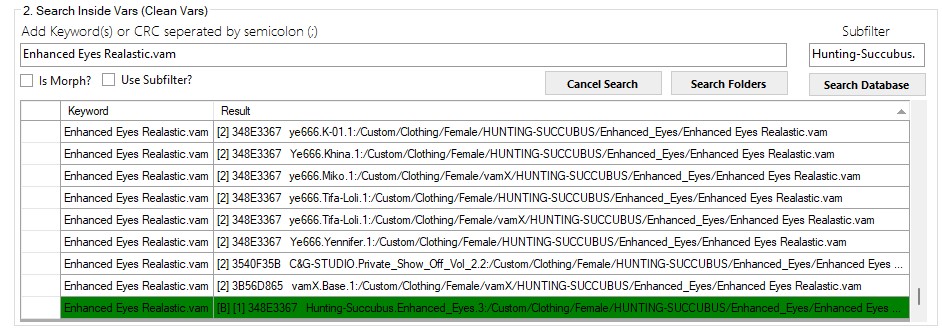 2. Search Inside Vars (Clean Vars)
Add Keyword(s) or CRC seperated by semicolon (;) Subfilter
Enhanced Eyes Realastic.vam Hunting-Succubus.
Is Morph? Use Subfilter? Cancel Search Search Folders Search Database
Keyword Result
Enhanced Eyes Realastic.vam [2] 348E3367 ye666.K-01.1:/Custom/Clothing/Female/HUNTING-SUCCUBUS/Enhanced_Eyes/Enhanced Eyes Realastic.vam
Enhanced Eyes Realastic.vam [2] 348E3367 Ye666.Khina.1:/Custom/Clothing/Female/HUNTING-SUCCUBUS/Enhanced_Eyes/Enhanced Eyes Realastic.vam
Enhanced Eyes Realastic.vam [2] 348E3367 ye666.Miko.1:/Custom/Clothing/Female/vamX/HUNTING-SUCCUBUS/Enhanced_Eyes/Enhanced Eyes Realastic.vam
Enhanced Eyes Realastic.vam [2] 348E3367 ye666.Tifa-Loli.1:/Custom/Clothing/Female/HUNTING-SUCCUBUS/Enhanced_Eyes/Enhanced Eyes Realastic.vam
Enhanced Eyes Realastic.vam [2] 348E3367 ye666.Tifa-Loli.1:/Custom/Clothing/Female/vamX/HUNTING-SUCCUBUS/Enhanced_Eyes/Enhanced Eyes Realastic.vam
Enhanced Eyes Realastic.vam [2] 348E3367 Ye666.Yennifer.1:/Custom/Clothing/Female/HUNTING-SUCCUBUS/Enhanced_Eyes/Enhanced Eyes Realastic.vam
Enhanced Eyes Realastic.vam [2] 3540F35B C&G-STUDIO.Private_Show_Off_Vol_2.2:/Custom/Clothing/Female/HUNTING-SUCCUBUS/Enhanced_Eyes/Enhanced Eyes ...
Enhanced Eyes Realastic.vam [2] 3B56D865 vamX.Base.1:/Custom/Clothing/Female/vamX/HUNTING-SUCCUBUS/Enhanced_Eyes/Enhanced Eyes Realastic.vam
Enhanced Eyes Realastic.vam [B] [1] 348E3367 Hunting-Succubus.Enhanced_Eyes.3:/Custom/Clothing/Female/HUNTING-SUCCUBUS/Enhanced_Eyes/Enhanced Eyes ...